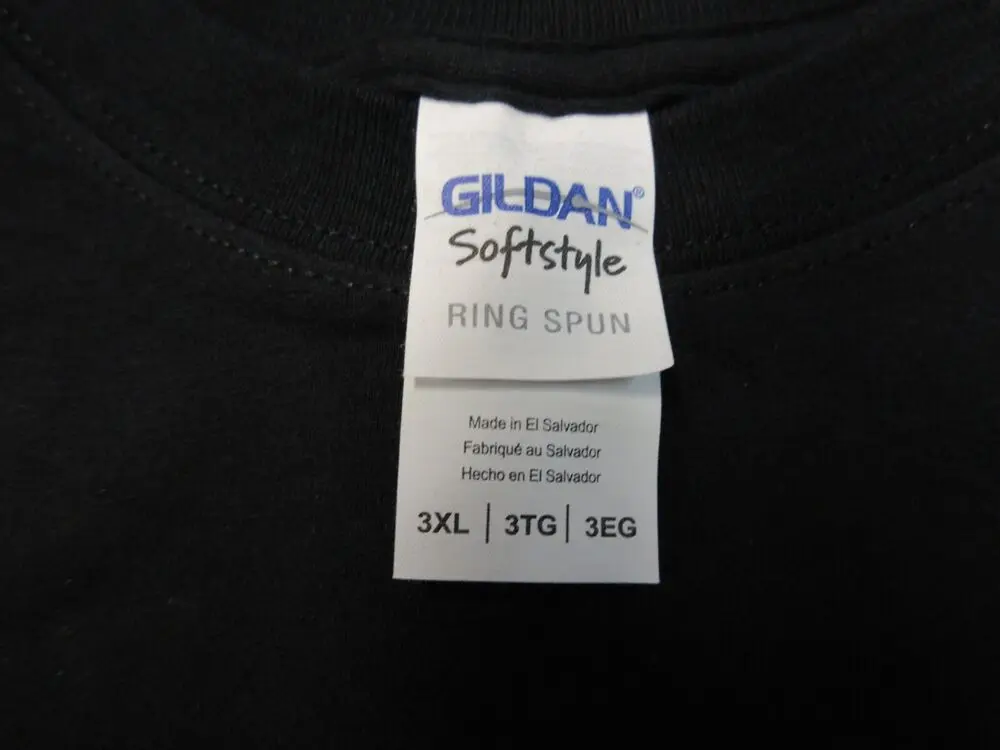 GILDAN®
Softstyle
RING SPUN
Made in El Salvador
Fabriqué au Salvador
Hecho en El Salvador
3XL | 3TG | 3EG